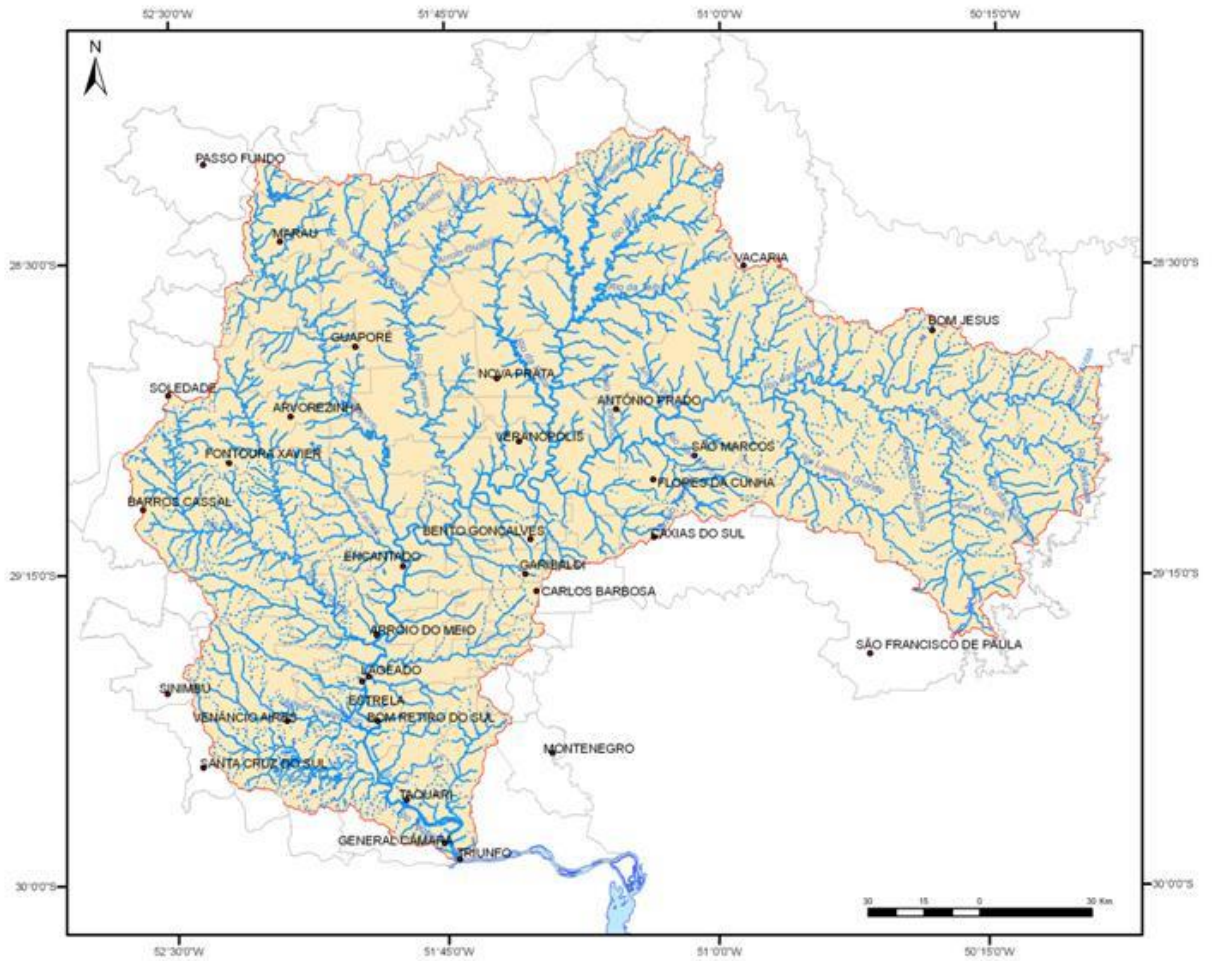 52°30'0"W 51°45'0"W 51°0'0"W 50°15'0"W
N
PASSO FUNDO
MARAU
28°30'0"S
VACARIA
28°30'0"S
Rio da Telha
BOM JESUS
GUAPORÉ
NOVA PRATA
SOLEDADE
ANTÔNIO PRADO
ARVOREZINHA
VERANÓPOLIS
SÃO MARCOS
FONTOURA XAVIER
FLORES DA CUNHA
BARROS CASSAL
BENTO GONÇALVES
CAXIAS DO SUL
ENCANTADO
GARIBALDI
29°15'0"S
29°15'0"S
CARLOS BARBOSA
ARROIO DO MEIO
SÃO FRANCISCO DE PAULA
LAGEADO
SINIMBU
ESTRELA
VENÂNCIO AIRES
BOM RETIRO DO SUL
MONTENEGRO
SANTA CRUZ DO SUL
TAQUARI
GENERAL CÂMARA
TRIUNFO
30°0'0"S
30°0'0"S
30 15 0 30 Km
52°30'0"W 51°45'0"W 51°0'0"W 50°15'0"W